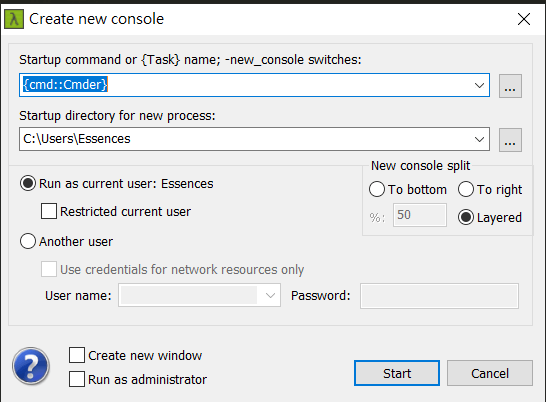 λ Create new console
Startup command or {Task} name; -new_console switches:
{cmd::Cmder}
...
Startup directory for new process:
C:\Users\Essences
...
Run as current user: Essences
Restricted current user
Another user
Use credentials for network resources only
User name:
Password:
New console split
To bottom
To right
%: 50
Layered
?
Create new window
Run as administrator
Start
Cancel